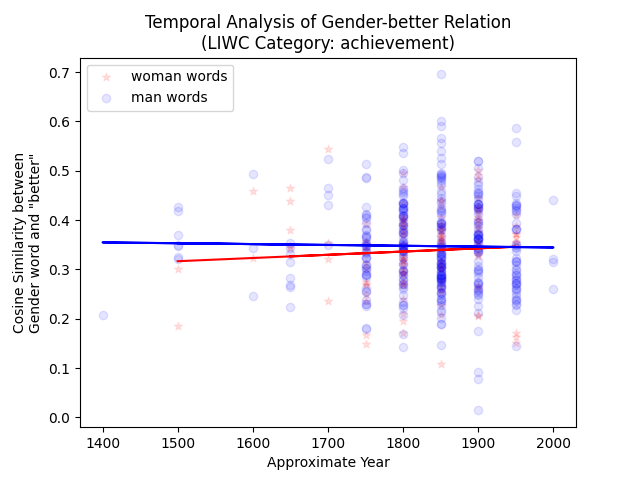 Temporal Analysis of Gender-better Relation
(LIWC Category: achievement)
woman words
man words
Cosine Similarity between
Gender word and "better"
0.7
0.6
0.5
0.4
0.3
0.2
0.1
0.0
1400 1500 1600 1700 1800 1900 2000
Approximate Year